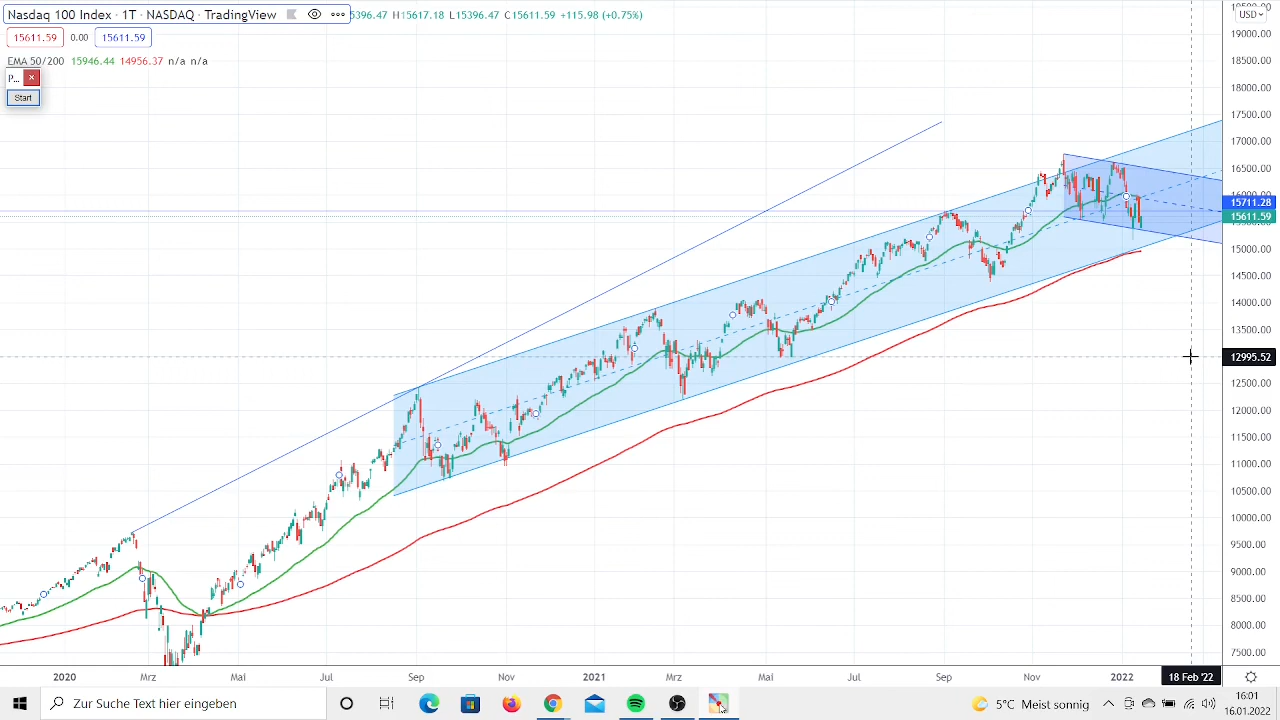 Nasdaq 100 Index · 1T · NASDAQ · TradingView
5396.47 H15617.18 L15396.47 C15611.59 +115.98 (+0.75%)
USD
15611.59 0.00 15611.59
EMA 50/200 15946.44 14956.37 n/a n/a
P...
Start
19000.00
18500.00
18000.00
17500.00
17000.00
16500.00
16000.00
15711.28
15611.59
15000.00
14500.00
14000.00
13500.00
12995.52
12500.00
12000.00
11500.00
11000.00
10500.00
10000.00
9500.00
9000.00
8500.00
8000.00
7500.00
2020 Mrz Mai Jul Sep Nov 2021 Mrz Mai Jul Sep Nov 2022 18 Feb '22
Zur Suche Text hier eingeben
5°C Meist sonnig
16:01
16.01.2022